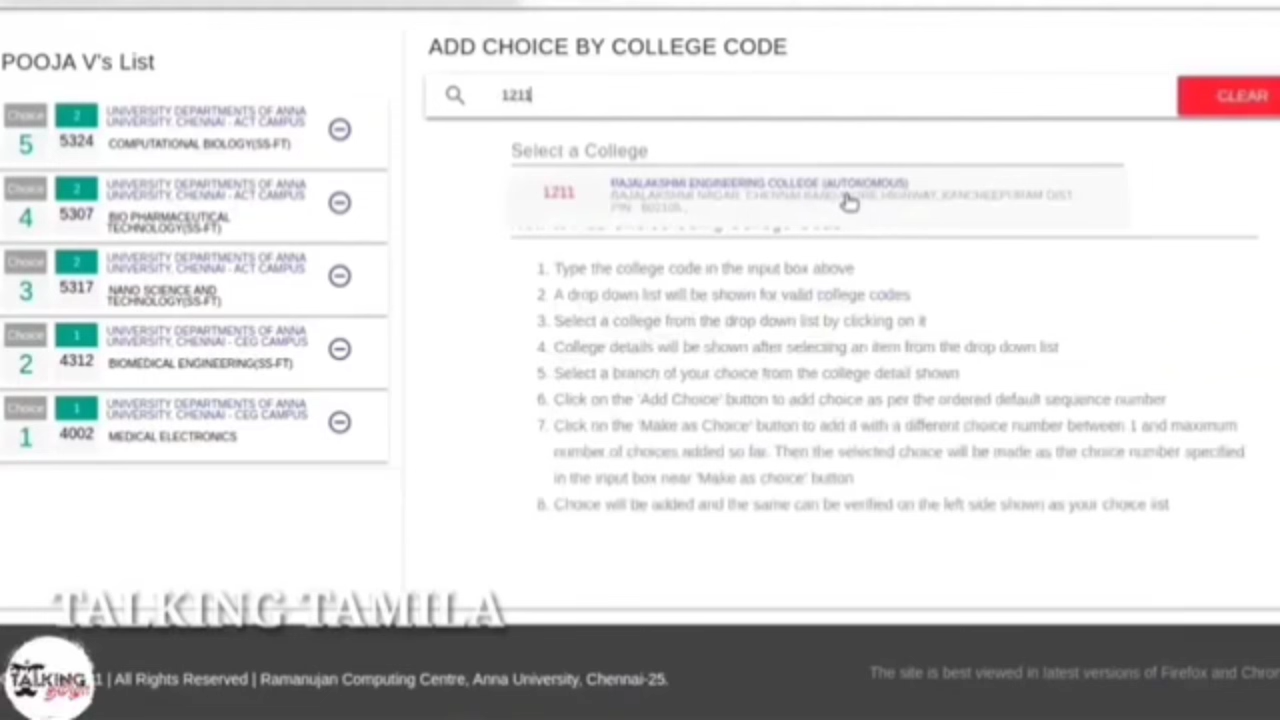 POOJA V's List
Choice 2 UNIVERSITY DEPARTMENTS OF ANNA
UNIVERSITY, CHENNAI - ACT CAMPUS
5 5324 COMPUTATIONAL BIOLOGY(SS-FT)
Choice 2 UNIVERSITY DEPARTMENTS OF ANNA
UNIVERSITY, CHENNAI - ACT CAMPUS
4 5307 BIO PHARMACEUTICAL
TECHNOLOGY(SS-FT)
Choice 2 UNIVERSITY DEPARTMENTS OF ANNA
UNIVERSITY, CHENNAI - ACT CAMPUS
3 5317 NANO SCIENCE AND
TECHNOLOGY(SS-FT)
Choice 1 UNIVERSITY DEPARTMENTS OF ANNA
UNIVERSITY, CHENNAI - CEG CAMPUS
2 4312 BIOMEDICAL ENGINEERING(SS-FT)
Choice 1 UNIVERSITY DEPARTMENTS OF ANNA
UNIVERSITY, CHENNAI - CEG CAMPUS
1 4002 MEDICAL ELECTRONICS
ADD CHOICE BY COLLEGE CODE
1211
CLEAR
Select a College
1211 RAJALAKSHMI ENGINEERING COLLEGE (AUTONOMOUS)
RAJALAKSHMI NAGAR, CHENNAI HIGHWAY, KANCHEEPURAM DIST
PIN
1. Type the college code in the input box above
2. A drop down list will be shown for valid college codes
3. Select a college from the drop down list by clicking on it
4. College details will be shown after selecting an item from the drop down list
5. Select a branch of your choice from the college detail shown
6. Click on the 'Add Choice' button to add choice as per the ordered default sequence number
7. Click on the 'Make as Choice' button to add it with a different choice number between 1 and maximum
number of choices added so far. Then the selected choice will be made as the choice number specified
in the input box near 'Make as choice' button
8. Choice will be added and the same can be verified on the left side shown as your choice list
TALKING TAMILA
TALKING
1 | All Rights Reserved | Ramanujan Computing Centre, Anna University, Chennai-25.
The site is best viewed in latest versions of Firefox and Chro